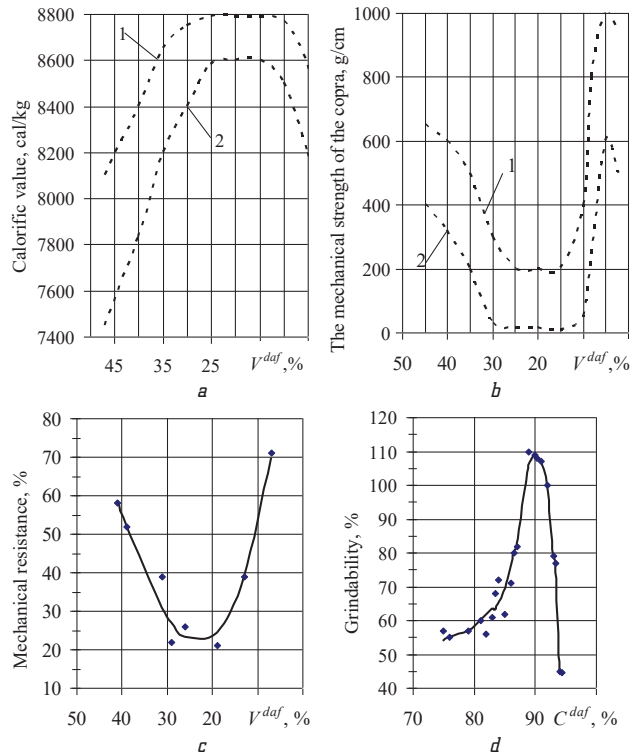 Calorific value, cal/kg
8800
8600
8400
8200
8000
7800
7600
7400
1
2
45 35 25 V^daf,%
a
The mechanical strength of the copra, g/cm
1000
800
600
400
200
0
1
2
50 40 30 20 V^daf,%
b
Mechanical resistance, %
80
70
60
50
40
30
20
10
50 40 30 20 V^daf, %
c
Grindability, %
120
110
100
90
80
70
60
50
40
70 80 90 C^daf, %
d